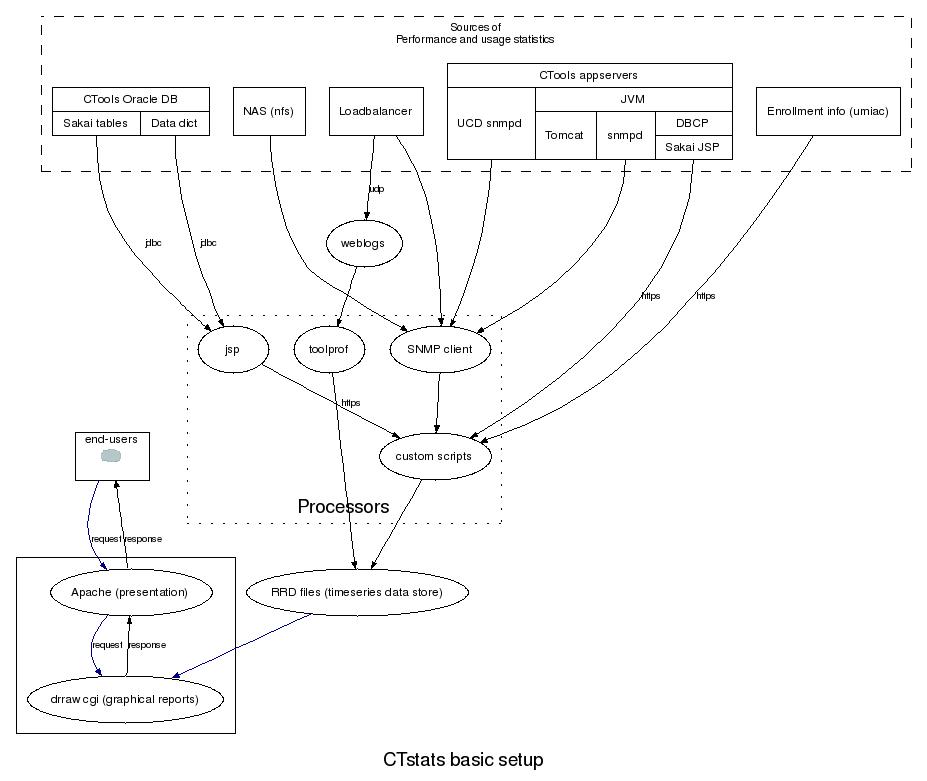 Sources of
Performance and usage statistics
CTools Oracle DB
Sakai tables
Data dict
NAS (nfs)
Loadbalancer
CTools appservers
UCD snmpd
JVM
Tomcat
snmpd
DBCP
Sakai JSP
Enrollment info (umiac)
udp
jdbc
jdbc
weblogs
https
https
jsp
toolprof
SNMP client
https
custom scripts
end-users
Processors
request
response
Apache (presentation)
RRD files (timeseries data store)
request
response
drraw cgi (graphical reports)
CTstats basic setup